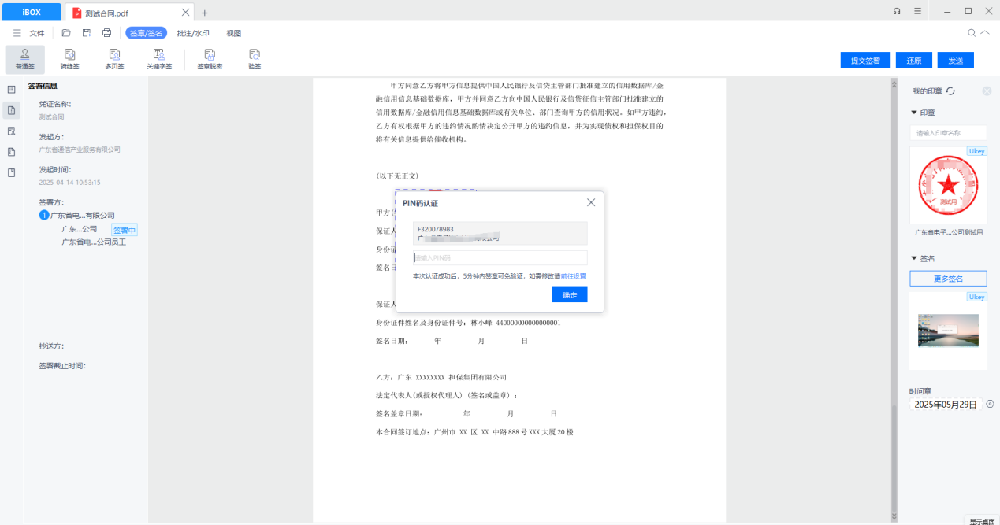 iBOX
测试合同.pdf
文件
签章/签名
批注/水印
视图
普通签
骑缝签
多页签
关键字签
签章脱密
验签
提交签署
还原
发送
签署信息
凭证名称:
测试合同
发起方:
广东省通信产业服务有限公司
发起时间:
2025-04-14 10:53:15
签署方:
1 广东省电...有限公司
广东...公司 签署中
广东省电...公司员工
抄送方:
签署截止时间:
甲方同意乙方将甲方信息提供中国人民银行及信贷主管部门批准建立的信用数据库/金
融信用信息基础数据库，甲方并同意乙方向中国人民银行及信贷征信主管部门批准建立的
信用数据库/金融信用信息基础数据库或有关单位、部门查询甲方的信用状况。如甲方违约，
乙方有权根据甲方的违约情况酌情决定公开甲方的违约信息，并为实现债权和担保权目的
将有关信息提供给催收机构。
(以下无正文)
甲方(
保证人
身份证
签名日
PIN码认证
F320078983
请输入PIN码
本次认证成功后，5分钟内签章可免验证，如需修改请前往设置
确定
保证人
身份证件姓名及身份证件号：林小峰 440000000000000001
签名日期： 年 月 日
乙方：广东 XXXXXXXX 担保集团有限公司
法定代表人(或授权代理人)（签名或盖章）：
签名盖章日期： 年 月 日
本合同签订地点：广州市 XX 区 XX 中路 888 号 XXX 大厦 20 楼
我的印章
印章
请输入印章名称
Ukey
测试用
广东省电子...公司测试用
签名
更多签名
Ukey
时间章
2025年05月29日
显示桌面